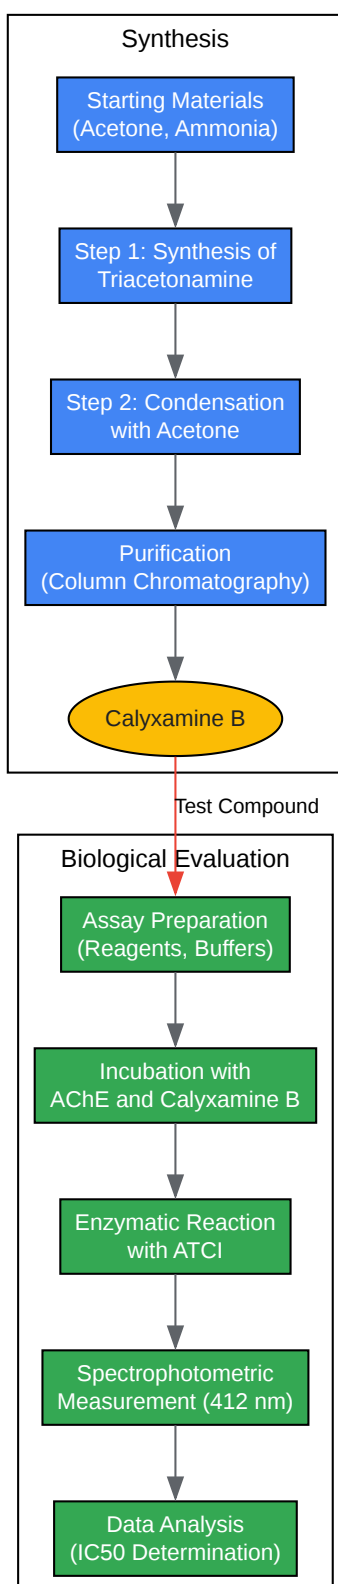 Synthesis
Starting Materials
(Acetone, Ammonia)
Step 1: Synthesis of
Triacetonamine
Step 2: Condensation
with Acetone
Purification
(Column Chromatography)
Calyxamine B
Test Compound
Biological Evaluation
Assay Preparation
(Reagents, Buffers)
Incubation with
AChE and Calyxamine B
Enzymatic Reaction
with ATCI
Spectrophotometric
Measurement (412 nm)
Data Analysis
(IC50 Determination)